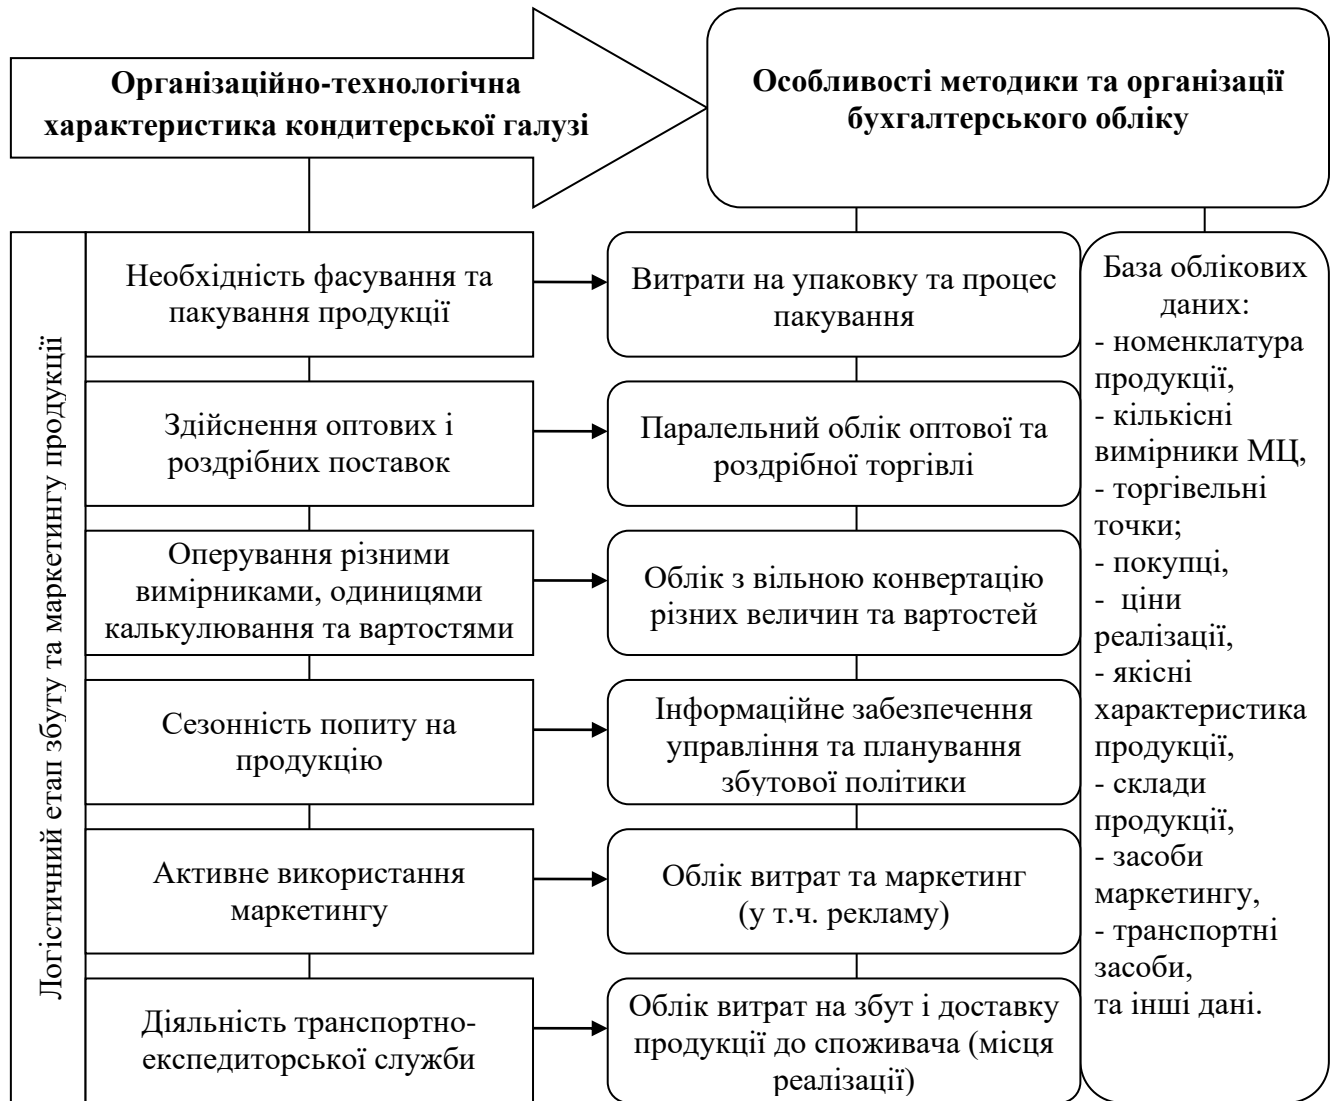 Організаційно-технологічна
характеристика кондитерської галузі
Особливості методики та організації
бухгалтерського обліку
Логістичний етап збуту та маркетингу продукції
Необхідність фасування та
пакування продукції
Витрати на упаковку та процес
пакування
Здійснення оптових і
роздрібних поставок
Паралельний облік оптової та
роздрібної торгівлі
Оперування різними
вимірниками, одиницями
калькулювання та вартостями
Облік з вільною конвертацію
різних величин та вартостей
Сезонність попиту на
продукцію
Інформаційне забезпечення
управління та планування
збутової політики
Активне використання
маркетингу
Облік витрат та маркетинг
(у т.ч. рекламу)
Діяльність транспортно-
експедиторської служби
Облік витрат на збут і доставку
продукції до споживача (місця
реалізації)
База облікових
даних:
- номенклатура
продукції,
- кількісні
вимірники МЦ,
- торгівельні
точки;
- покупці,
- ціни
реалізації,
- якісні
характеристика
продукції,
- склади
продукції,
- засоби
маркетингу,
- транспортні
засоби,
та інші дані.